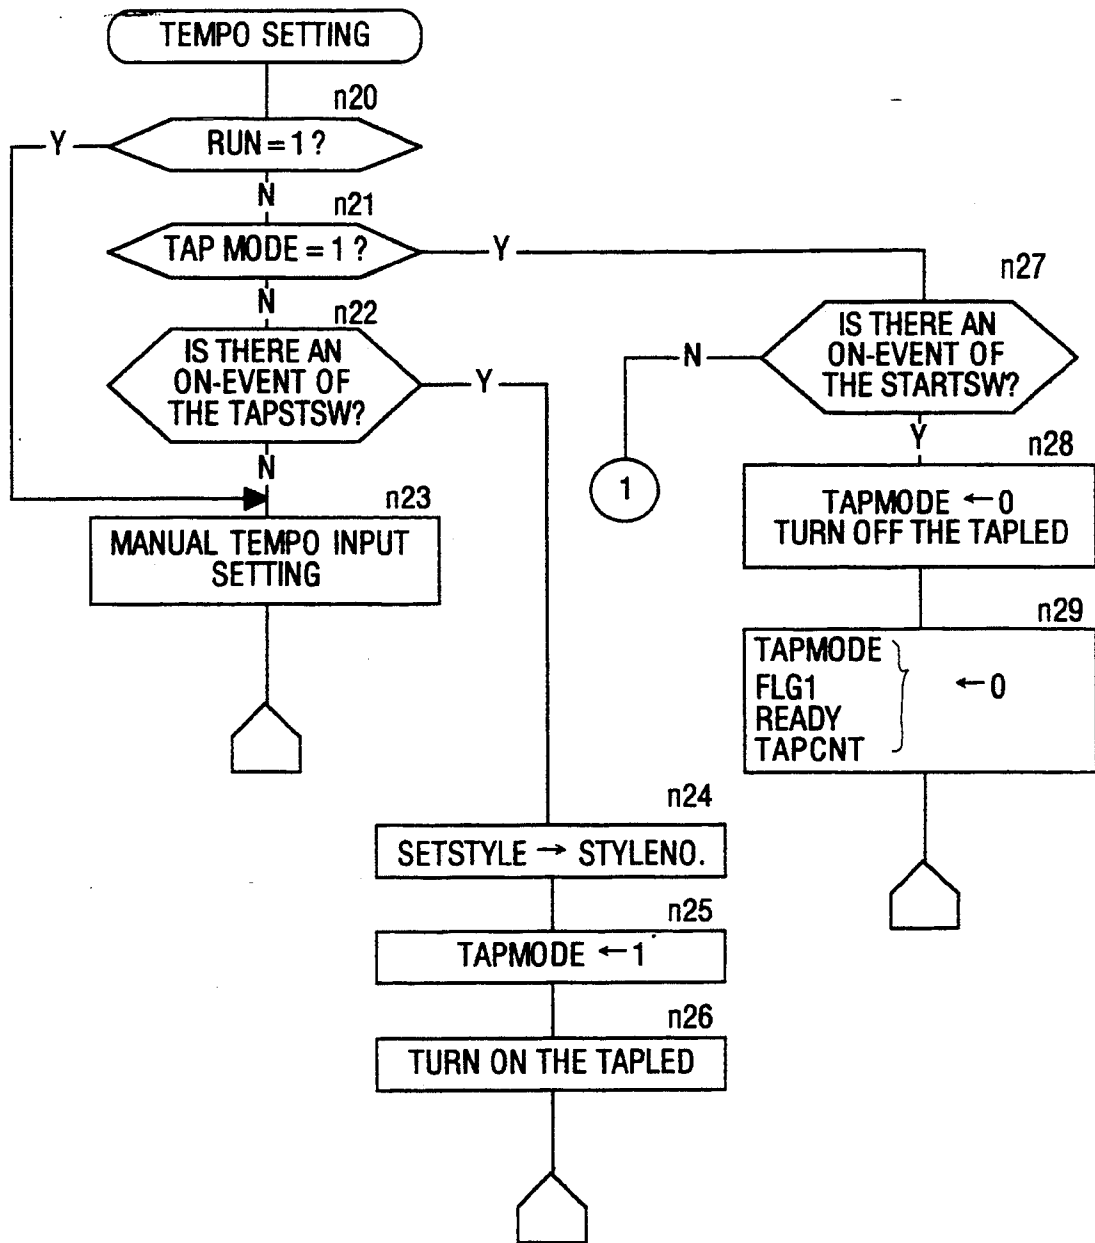 TEMPO SETTING
n20
Y
RUN = 1 ?
N
n21
TAP MODE = 1 ?
Y
N
n22
IS THERE AN
ON-EVENT OF
THE TAPSTSW?
Y
N
n23
MANUAL TEMPO INPUT
SETTING
n24
SETSTYLE → STYLENO.
n25
TAPMODE ← 1
n26
TURN ON THE TAPLED
n27
IS THERE AN
ON-EVENT OF
THE STARTSW?
N
1
Y
n28
TAPMODE ← 0
TURN OFF THE TAPLED
n29
TAPMODE
FLG1
READY
TAPCNT
← 0